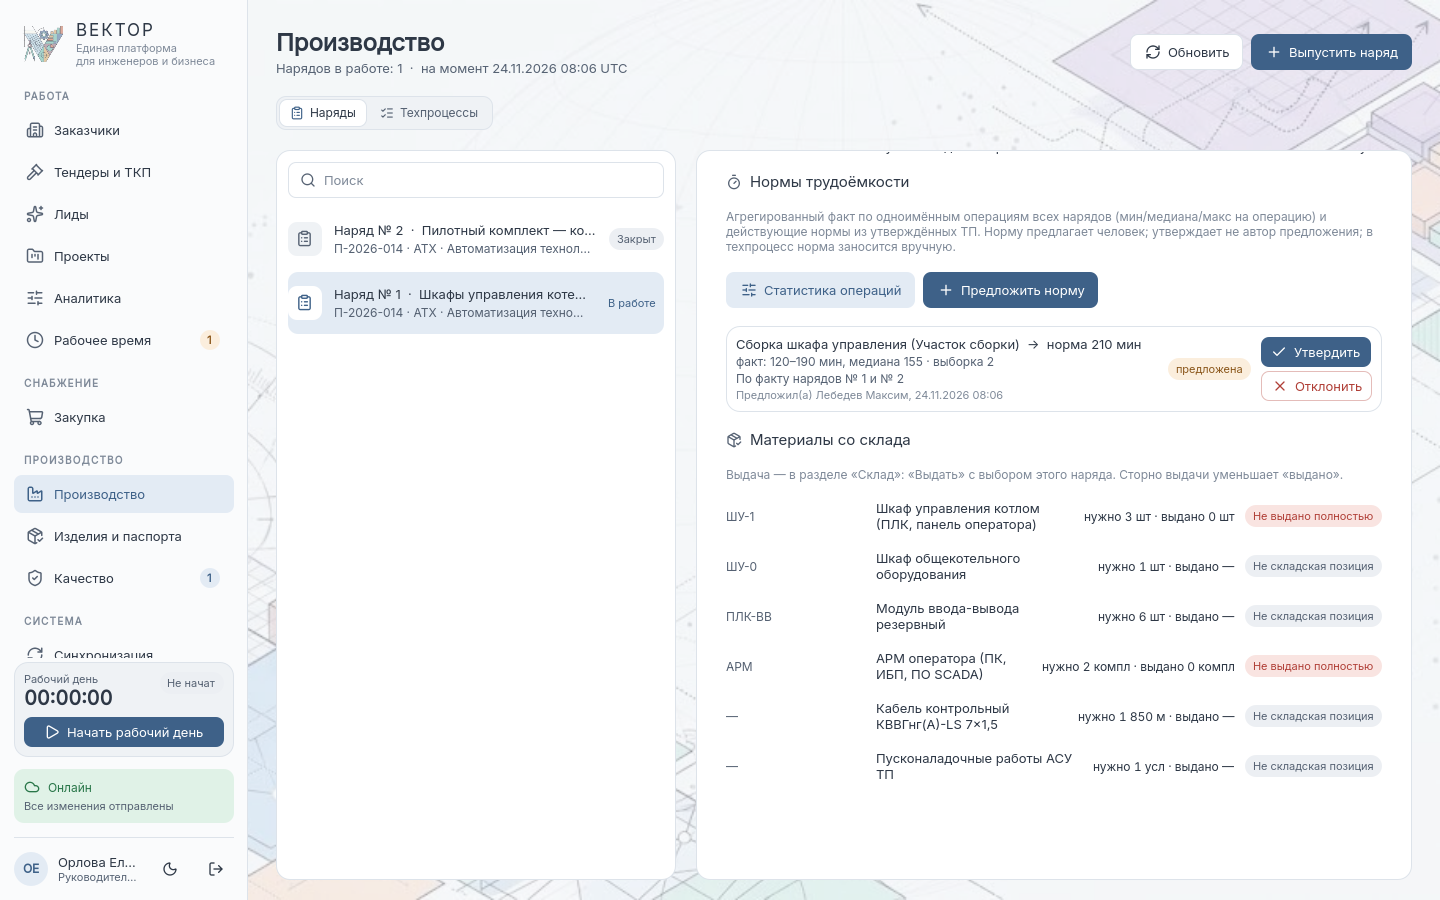 ВЕКТОР
Единая платформа
для инженеров и бизнеса
РАБОТА
Заказчики
Тендеры и ТКП
Лиды
Проекты
Аналитика
Рабочее время
1
СНАБЖЕНИЕ
Закупка
ПРОИЗВОДСТВО
Производство
Изделия и паспорта
Качество
1
СИСТЕМА
Синхронизация
Рабочий день
Не начат
00:00:00
Начать рабочий день
Онлайн
Все изменения отправлены
ОЕ
Орлова Ел...
Руководител...
Производство
Нарядов в работе: 1 · на момент 24.11.2026 08:06 UTC
Обновить
Выпустить наряд
Наряды
Техпроцессы
Поиск
Наряд № 2 · Пилотный комплект — ко...
П-2026-014 · АТХ · Автоматизация технол...
Закрыт
Наряд № 1 · Шкафы управления коте...
П-2026-014 · АТХ · Автоматизация техно...
В работе
Нормы трудоёмкости
Агрегированный факт по одноимённым операциям всех нарядов (мин/медиана/макс на операцию) и
действующие нормы из утверждённых ТП. Норму предлагает человек; утверждает не автор предложения; в
техпроцесс норма заносится вручную.
Статистика операций
Предложить норму
Сборка шкафа управления (Участок сборки) → норма 210 мин
факт: 120–190 мин, медиана 155 · выборка 2
По факту нарядов № 1 и № 2
Предложил(а) Лебедев Максим, 24.11.2026 08:06
предложена
Утвердить
Отклонить
Материалы со склада
Выдача — в разделе «Склад»: «Выдать» с выбором этого наряда. Сторно выдачи уменьшает «выдано».
ШУ-1
Шкаф управления котлом
(ПЛК, панель оператора)
нужно 3 шт · выдано 0 шт
Не выдано полностью
ШУ-0
Шкаф общекотельного
оборудования
нужно 1 шт · выдано —
Не складская позиция
ПЛК-ВВ
Модуль ввода-вывода
резервный
нужно 6 шт · выдано —
Не складская позиция
АРМ
АРМ оператора (ПК,
ИБП, ПО SCADA)
нужно 2 компл · выдано 0 компл
Не выдано полностью
—
Кабель контрольный
КВВГнг(А)-LS 7×1,5
нужно 1 850 м · выдано —
Не складская позиция
—
Пусконаладочные работы АСУ
ТП
нужно 1 усл · выдано —
Не складская позиция